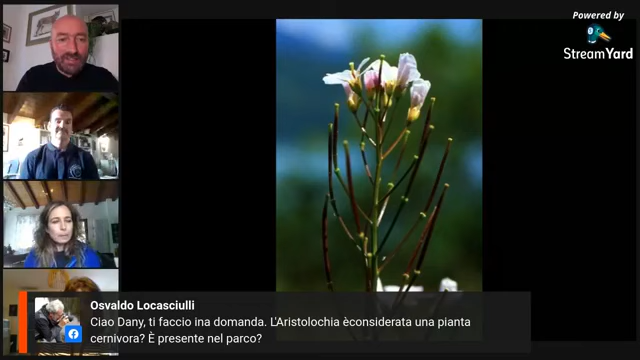 Powered by
StreamYard
Osvaldo Locasciulli
Ciao Dany, ti faccio ina domanda. L'Aristolochia èconsiderata una pianta
cernivora? È presente nel parco?